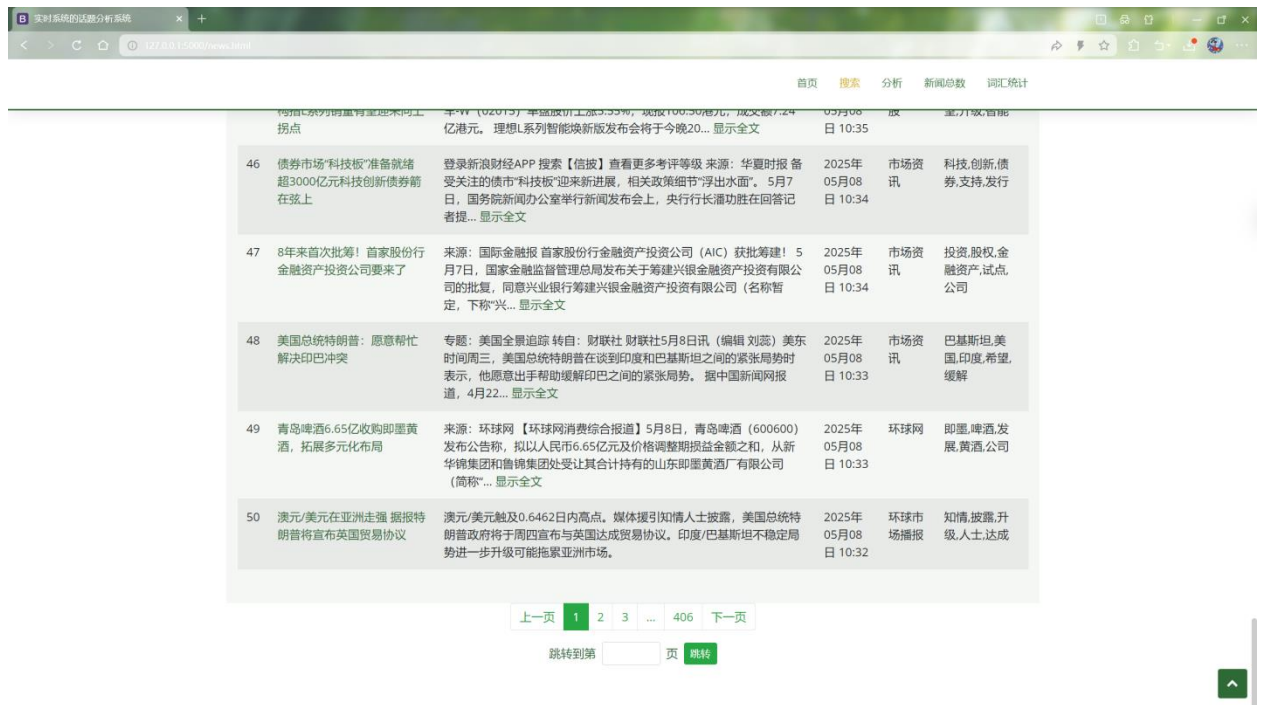 实时系统的话题分析系统
127.0.0.1:5000/news.html
首页 搜索 分析 新闻总数 词汇统计
拐点
亿港元。 理想L系列智能焕新版发布会将于今晚20... 显示全文
日 10:35
46
债券市场“科技板”准备就绪
超3000亿元科技创新债券箭
在弦上
登录新浪财经APP 搜索【信披】查看更多考评等级 来源：华夏时报 备
受关注的债市“科技板”迎来新进展，相关政策细节“浮出水面”。 5月7
日，国务院新闻办公室举行新闻发布会上，央行行长潘功胜在回答记
者提... 显示全文
2025年
05月08
日 10:34
市场资
讯
科技,创新,债
券,支持,发行
47
8年来首次批筹！首家股份行
金融资产投资公司要来了
来源：国际金融报 首家股份行金融资产投资公司（AIC）获批筹建！ 5
月7日，国家金融监督管理总局发布关于筹建兴银金融资产投资有限公
司的批复，同意兴业银行筹建兴银金融资产投资有限公司（名称暂
定，下称“兴... 显示全文
2025年
05月08
日 10:34
市场资
讯
投资,股权,金
融资产,试点,
公司
48
美国总统特朗普：愿意帮忙
解决印巴冲突
专题：美国全景追踪 转自：财联社 财联社5月8日讯（编辑 刘蕊）美东
时间周三，美国总统特朗普在谈到印度和巴基斯坦之间的紧张局势时
表示，他愿意出手帮助缓解印巴之间的紧张局势。 据中国新闻网报
道，4月22... 显示全文
2025年
05月08
日 10:33
市场资
讯
巴基斯坦,美
国,印度,希望,
缓解
49
青岛啤酒6.65亿收购即墨黄
酒，拓展多元化布局
来源：环球网 【环球网消费综合报道】5月8日，青岛啤酒（600600）
发布公告称，拟以人民币6.65亿元及价格调整期损益金额之和，从新
华锦集团和鲁锦集团处受让其合计持有的山东即墨黄酒厂有限公司
（简称“... 显示全文
2025年
05月08
日 10:33
环球网
即墨,啤酒,发
展,黄酒,公司
50
澳元/美元在亚洲走强 据报特
朗普将宣布英国贸易协议
澳元/美元触及0.6462日内高点。媒体援引知情人士披露，美国总统特
朗普政府将于周四宣布与英国达成贸易协议。印度/巴基斯坦不稳定局
势进一步升级可能拖累亚洲市场。
2025年
05月08
日 10:32
环球市
场播报
知情,披露,升
级,人士,达成
上一页 1 2 3 ... 406 下一页
跳转到第 页 跳转